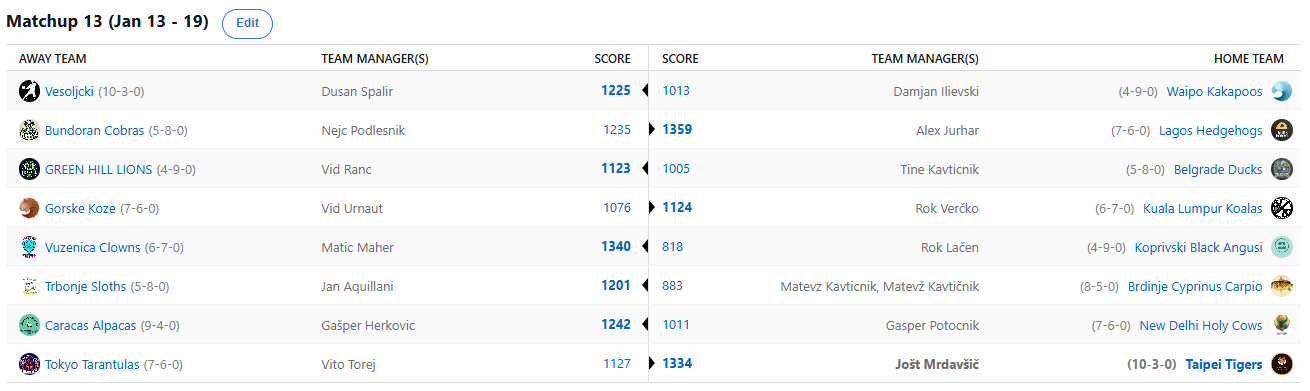 Matchup 13 (Jan 13 - 19) Edit
AWAY TEAM TEAM MANAGER(S) SCORE SCORE TEAM MANAGER(S) HOME TEAM
Vesoljcki (10-3-0) Dusan Spalir 1225 1013 Damjan Ilievski (4-9-0) Waipo Kakapoos
Bundoran Cobras (5-8-0) Nejc Podlesnik 1235 1359 Alex Jurhar (7-6-0) Lagos Hedgehogs
GREEN HILL LIONS (4-9-0) Vid Ranc 1123 1005 Tine Kavticnik (5-8-0) Belgrade Ducks
Gorske Koze (7-6-0) Vid Urnaut 1076 1124 Rok Verčko (6-7-0) Kuala Lumpur Koalas
Vuzenica Clowns (6-7-0) Matic Maher 1340 818 Rok Lačen (4-9-0) Koprivski Black Angusi
Trbonje Sloths (5-8-0) Jan Aquillani 1201 883 Matevz Kavticnik, Matevž Kavtičnik (8-5-0) Brdinje Cyprinus Carpio
Caracas Alpacas (9-4-0) Gašper Herkovic 1242 1011 Gasper Potocnik (7-6-0) New Delhi Holy Cows
Tokyo Tarantulas (7-6-0) Vito Torej 1127 1334 Jošt Mrdavšič (10-3-0) Taipei Tigers